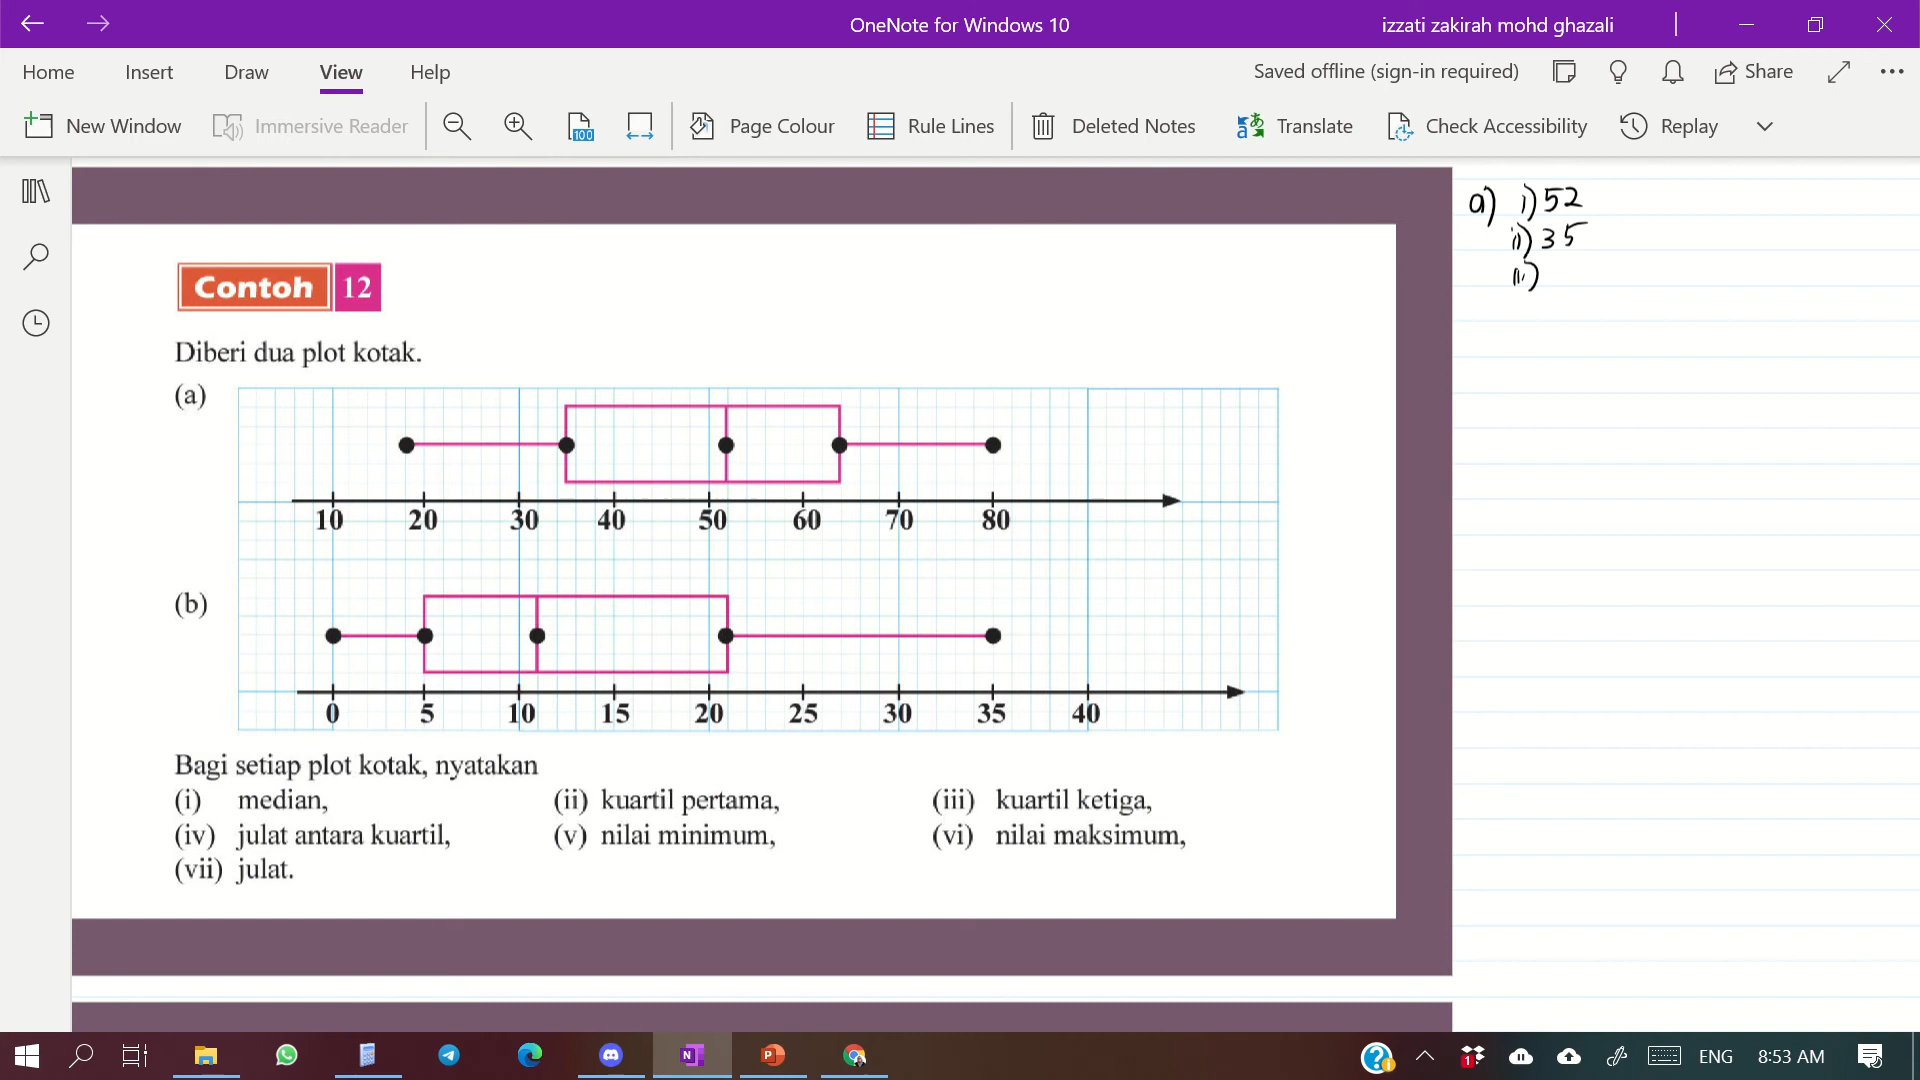 OneNote for Windows 10
izzati zakirah mohd ghazali
Home Insert Draw View Help
Saved offline (sign-in required) Share
New Window Immersive Reader 100 Page Colour Rule Lines Deleted Notes Translate Check Accessibility Replay
a) i) 52
ii) 35
iii)
Contoh 12
Diberi dua plot kotak.
(a)
10 20 30 40 50 60 70 80
(b)
0 5 10 15 20 25 30 35 40
Bagi setiap plot kotak, nyatakan
(i) median, (ii) kuartil pertama, (iii) kuartil ketiga,
(iv) julat antara kuartil, (v) nilai minimum, (vi) nilai maksimum,
(vii) julat.
ENG 8:53 AM